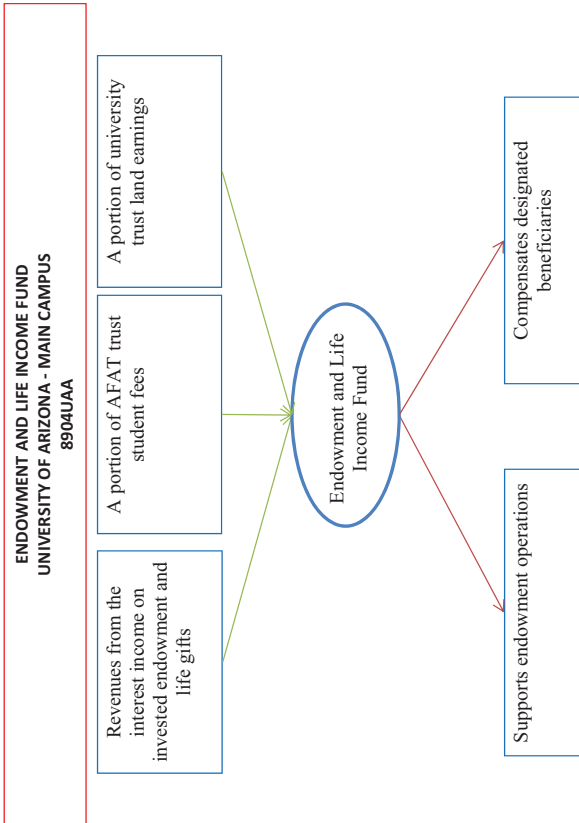 ENDOWMENT AND LIFE INCOME FUND
UNIVERSITY OF ARIZONA - MAIN CAMPUS
8904UAA
Revenues from the
interest income on
invested endowment and
life gifts
A portion of AFAT trust
student fees
A portion of university
trust land earnings
Endowment and Life
Income Fund
Supports endowment operations
Compensates designated
beneficiaries